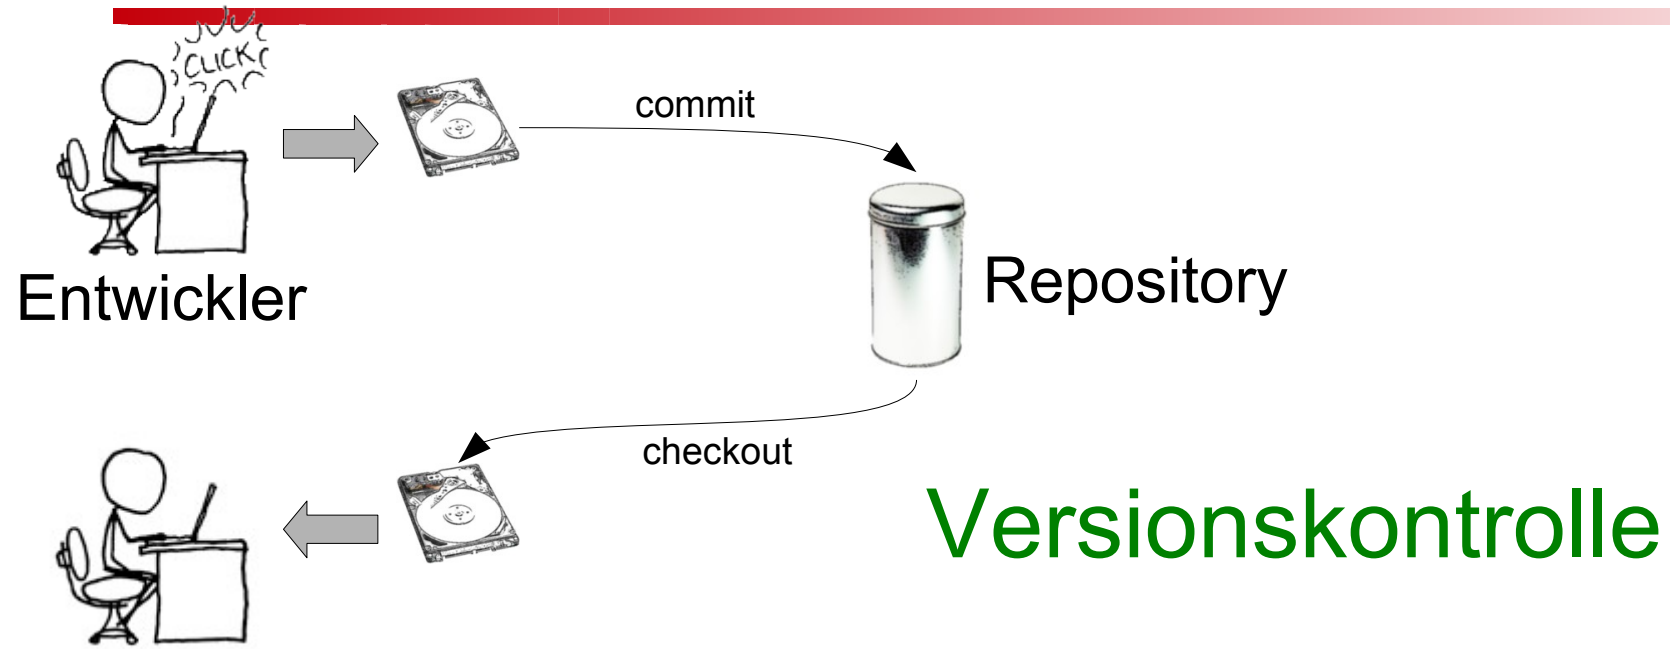 CLICK
commit
Repository
Entwickler
checkout
Versionskontrolle